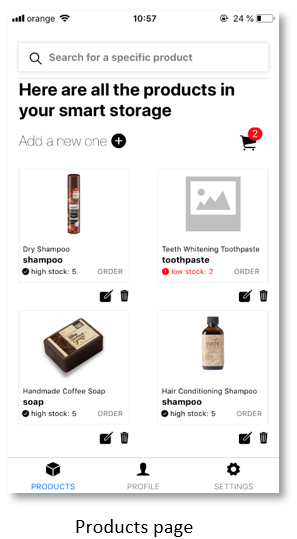 orange 10:57 24 %
Search for a specific product
Here are all the products in
your smart storage
Add a new one
2
Dry Shampoo
shampoo
high stock: 5 ORDER
Teeth Whitening Toothpaste
toothpaste
low stock: 2 ORDER
Handmade Coffee Soap
soap
high stock: 5 ORDER
Hair Conditioning Shampoo
shampoo
high stock: 5 ORDER
PRODUCTS PROFILE SETTINGS
Products page